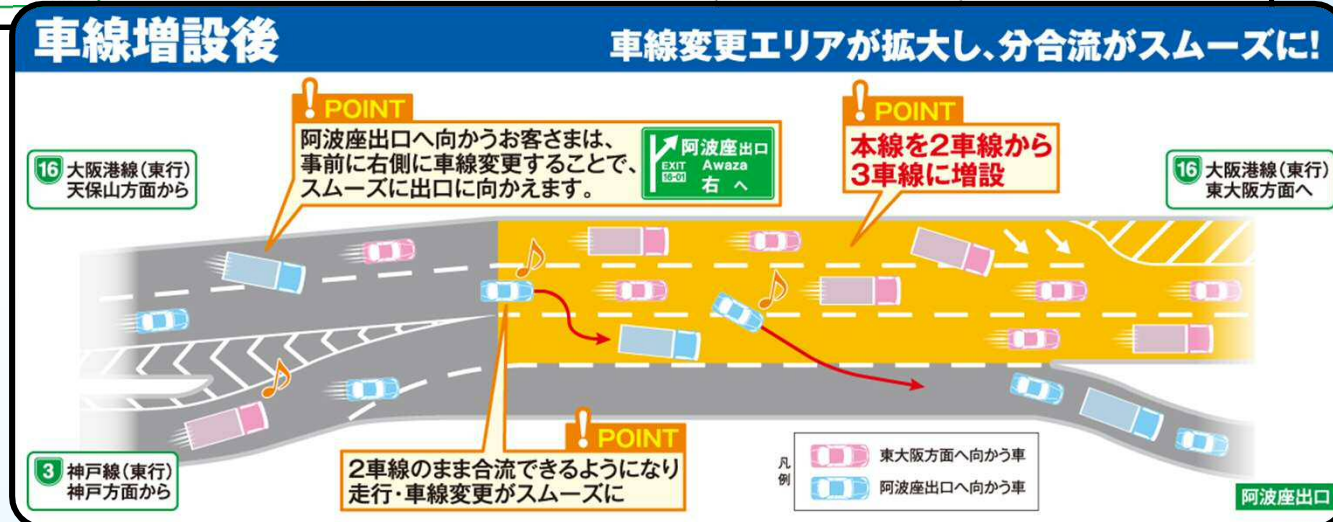 車線増設後
車線変更エリアが拡大し、分合流がスムーズに!
POINT
阿波座出口へ向かうお客さまは、
事前に右側に車線変更することで、
スムーズに出口に向かえます。
阿波座出口
EXIT
16-01
Awaza
右 へ
POINT
本線を2車線から
3車線に増設
16 大阪港線(東行)
天保山方面から
16 大阪港線(東行)
東大阪方面へ
3 神戸線(東行)
神戸方面から
POINT
2車線のまま合流できるようになり
走行・車線変更がスムーズに
凡例
東大阪方面へ向かう車
阿波座出口へ向かう車
阿波座出口